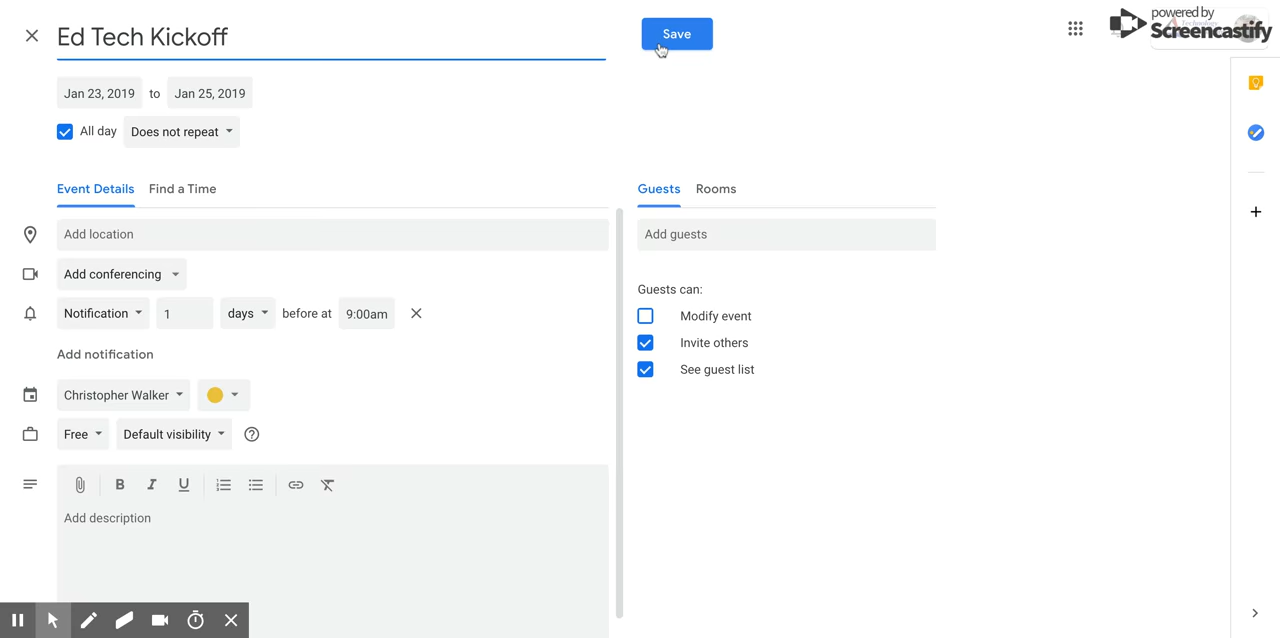 Ed Tech Kickoff
Save
powered by
Screencastify
Technology
Jan 23, 2019 to Jan 25, 2019
All day Does not repeat
Event Details Find a Time
Guests Rooms
Add location
Add guests
Add conferencing
Guests can:
Notification 1 days before at 9:00am
Modify event
Invite others
Add notification
See guest list
Christopher Walker
Free Default visibility
B I U
Add description